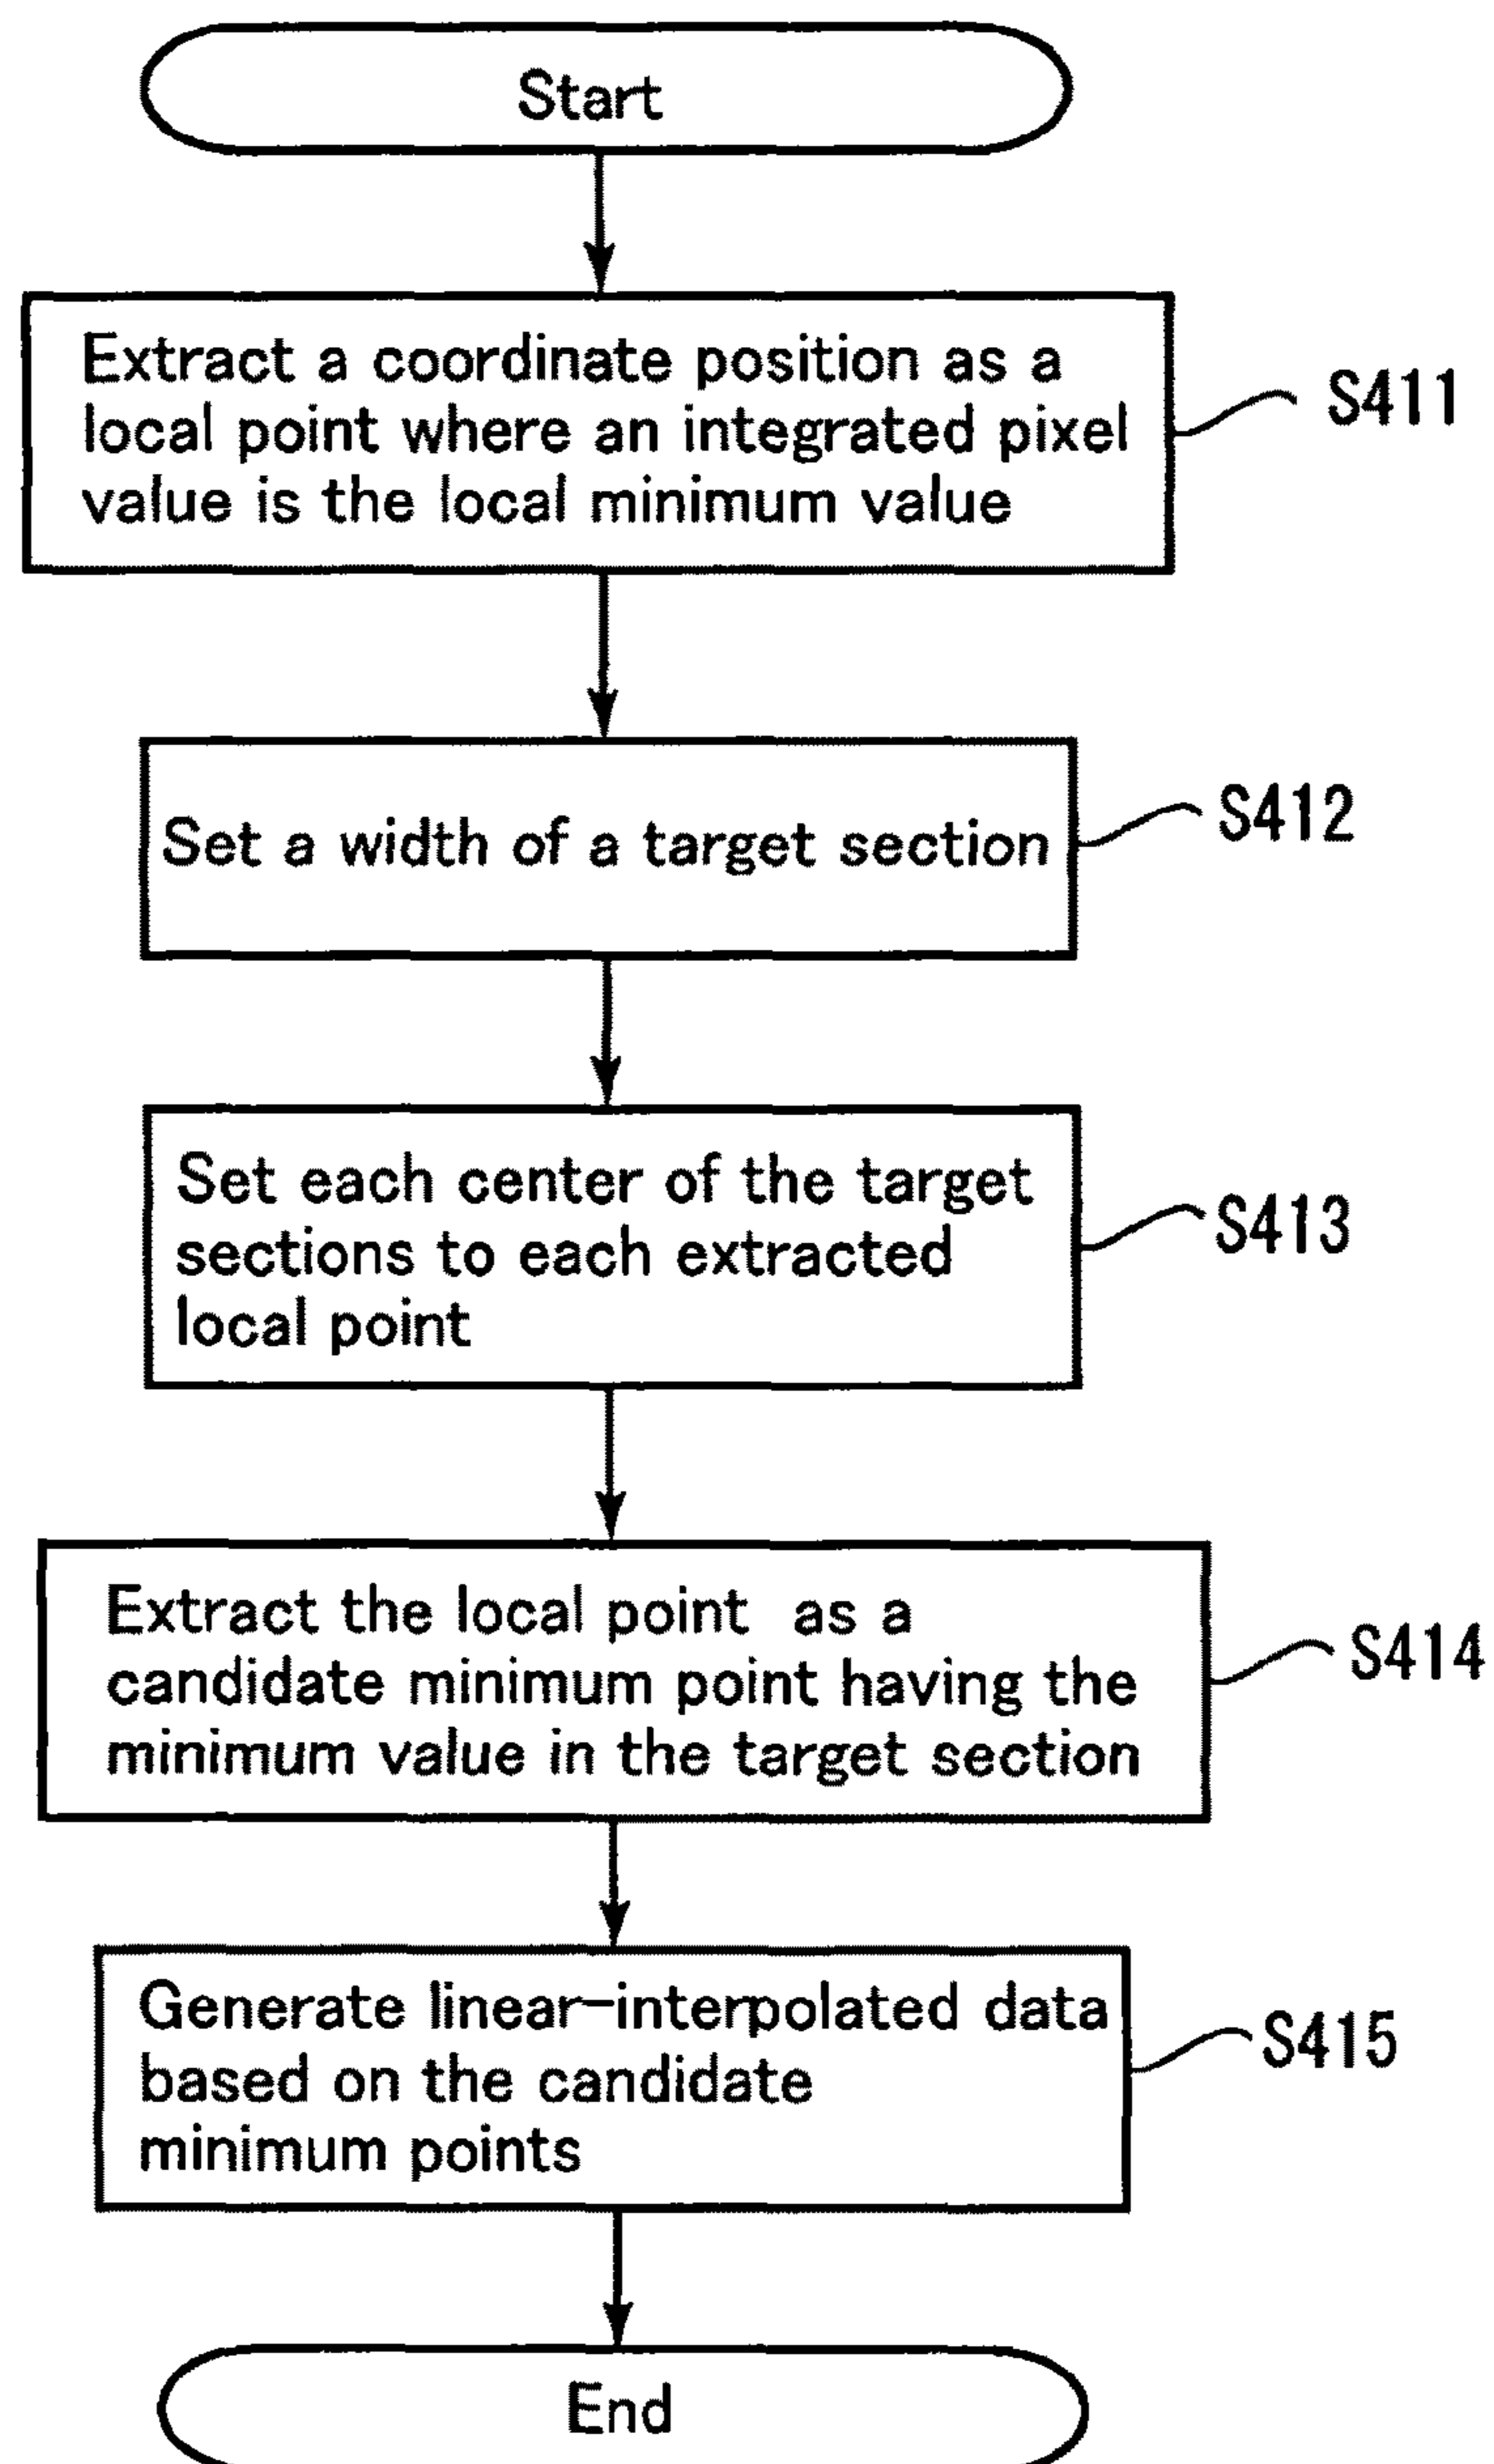 Start
Extract a coordinate position as a
local point where an integrated pixel
value is the local minimum value
S411
Set a width of a target section
S412
Set each center of the target
sections to each extracted
local point
S413
Extract the local point as a
candidate minimum point having the
minimum value in the target section
S414
Generate linear-interpolated data
based on the candidate
minimum points
S415
End